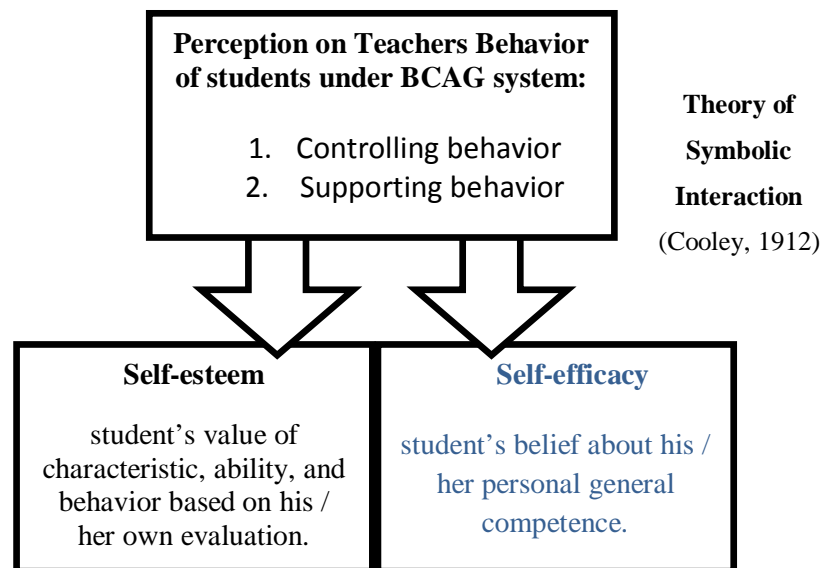 Perception on Teachers Behavior
of students under BCAG system:
1. Controlling behavior
2. Supporting behavior
Theory of
Symbolic
Interaction
(Cooley, 1912)
Self-esteem
student's value of
characteristic, ability, and
behavior based on his /
her own evaluation.
Self-efficacy
student's belief about his /
her personal general
competence.